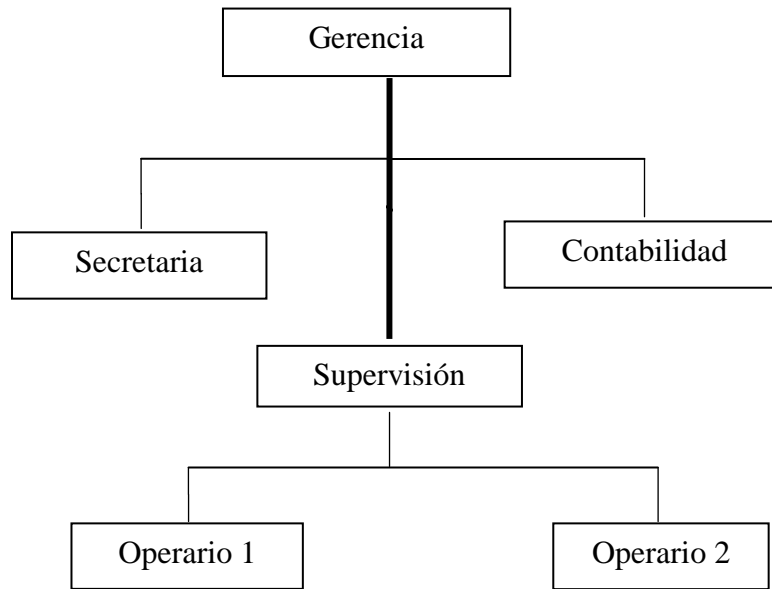 Gerencia
Secretaria
Contabilidad
Supervisión
Operario 1
Operario 2